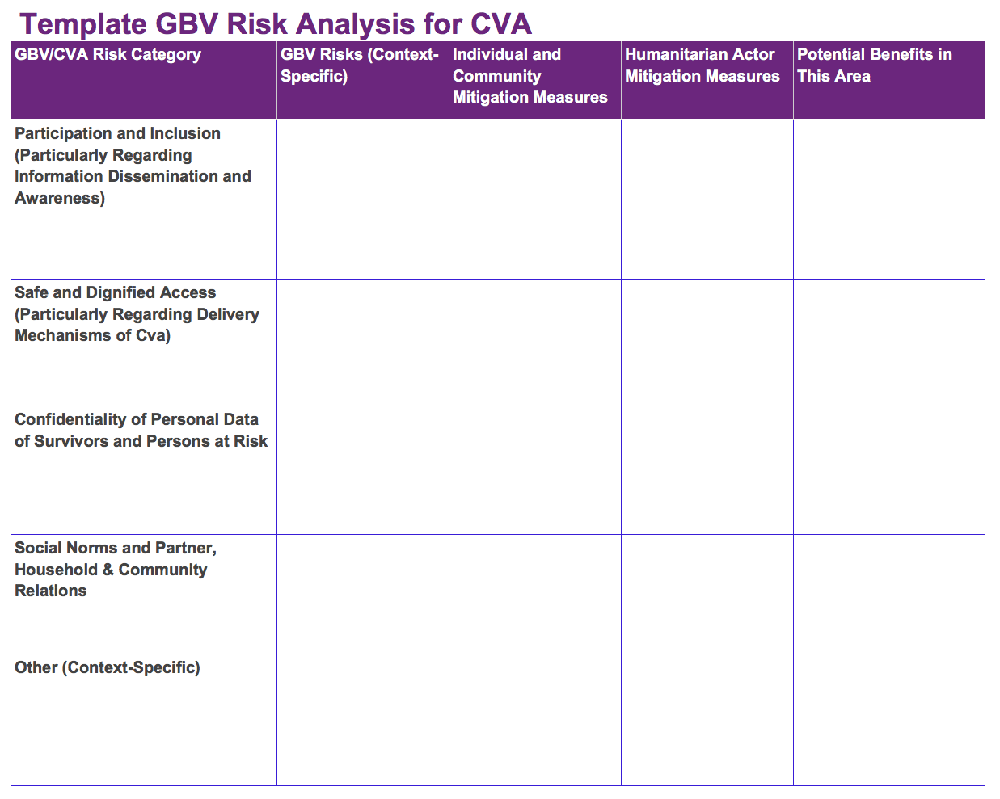 Template GBV Risk Analysis for CVA
GBV/CVA Risk Category
GBV Risks (Context-
Specific)
Individual and
Community
Mitigation Measures
Humanitarian Actor
Mitigation Measures
Potential Benefits in
This Area
Participation and Inclusion
(Particularly Regarding
Information Dissemination and
Awareness)
Safe and Dignified Access
(Particularly Regarding Delivery
Mechanisms of Cva)
Confidentiality of Personal Data
of Survivors and Persons at Risk
Social Norms and Partner,
Household & Community
Relations
Other (Context-Specific)